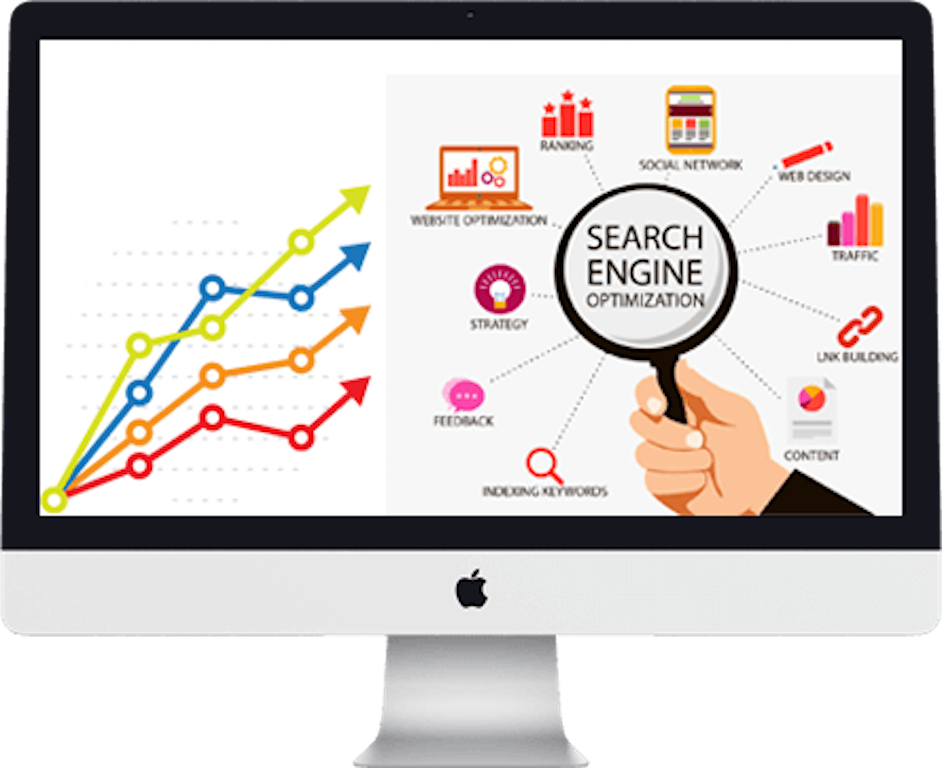 RANKING
SOCIAL NETWORK
WEB DESIGN
WEBSITE OPTIMIZATION
SEARCH
ENGINE
OPTIMIZATION
TRAFFIC
STRATEGY
LNK BUILDING
FEEDBACK
CONTENT
INDEXING KEYWORDS